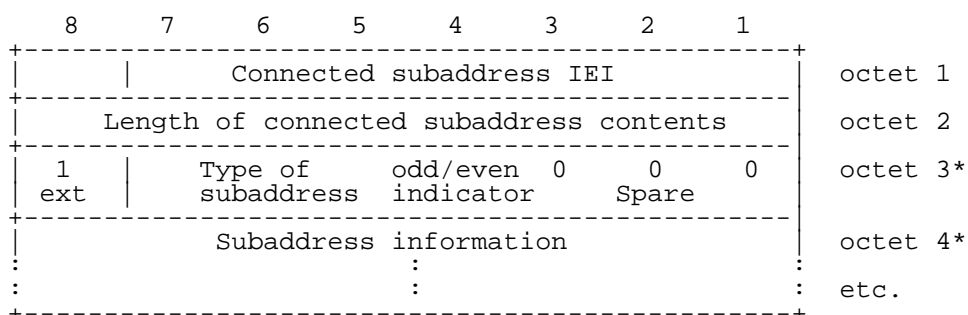 8 7 6 5 4 3 2 1
Connected subaddress IEI octet 1
Length of connected subaddress contents octet 2
1 Type of odd/even 0 0 0 octet 3*
ext subaddress indicator Spare
Subaddress information octet 4*
: : :
: : : etc.